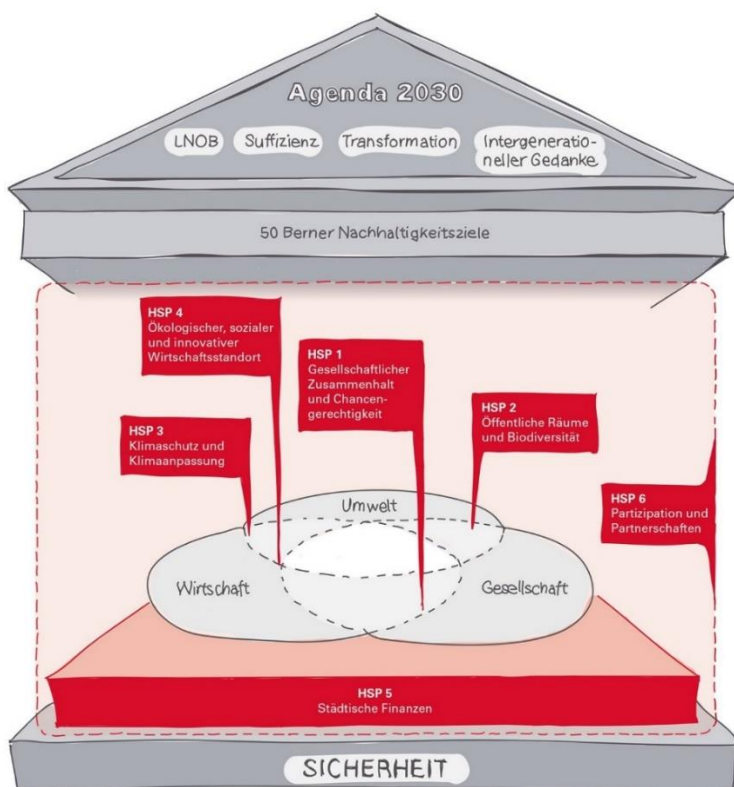 Agenda 2030
LNOB
Suffizienz
Transformation
Intergeneratio-
neller Gedanke
50 Berner Nachhaltigkeitsziele
HSP 4
Ökologischer, sozialer
und innovativer
Wirtschaftsstandort
HSP 1
Gesellschaftlicher
Zusammenhalt
und Chancen-
gerechtigkeit
HSP 2
Öffentliche Räume
und Biodiversität
HSP 3
Klimaschutz und
Klimaanpassung
HSP 6
Partizipation und
Partnerschaften
Umwelt
Wirtschaft
Gesellschaft
HSP 5
Städtische Finanzen
SICHERHEIT